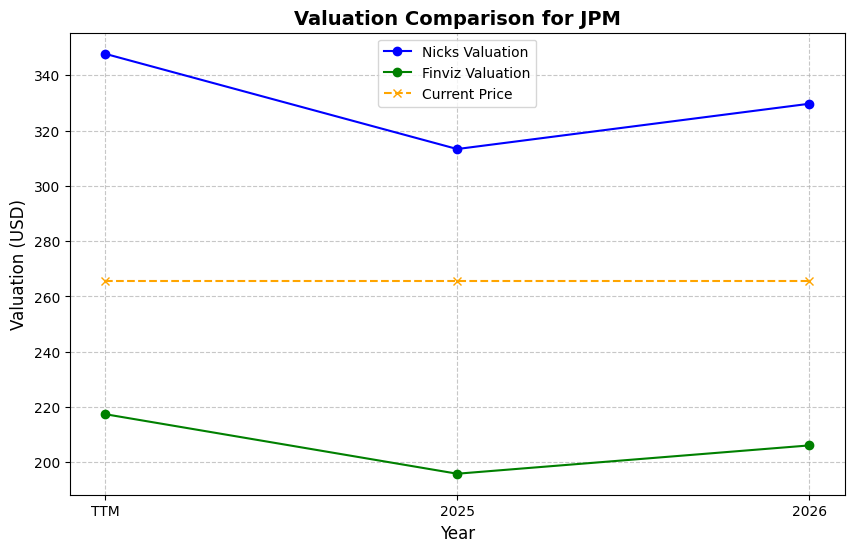 Valuation Comparison for JPM
Nicks Valuation
Finviz Valuation
Current Price
Valuation (USD)
340
320
300
280
260
240
220
200
TTM
2025
2026
Year